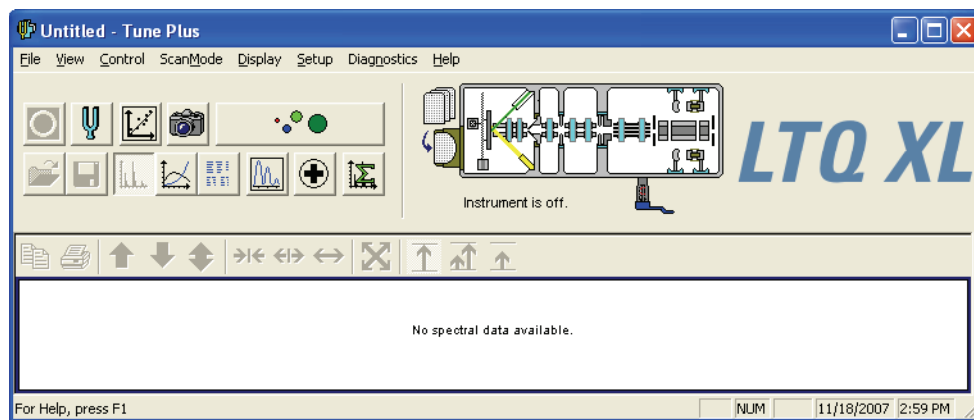 Untitled - Tune Plus
File View Control ScanMode Display Setup Diagnostics Help
LTQ XL
Instrument is off.
No spectral data available.
For Help, press F1 NUM 11/18/2007 2:59 PM